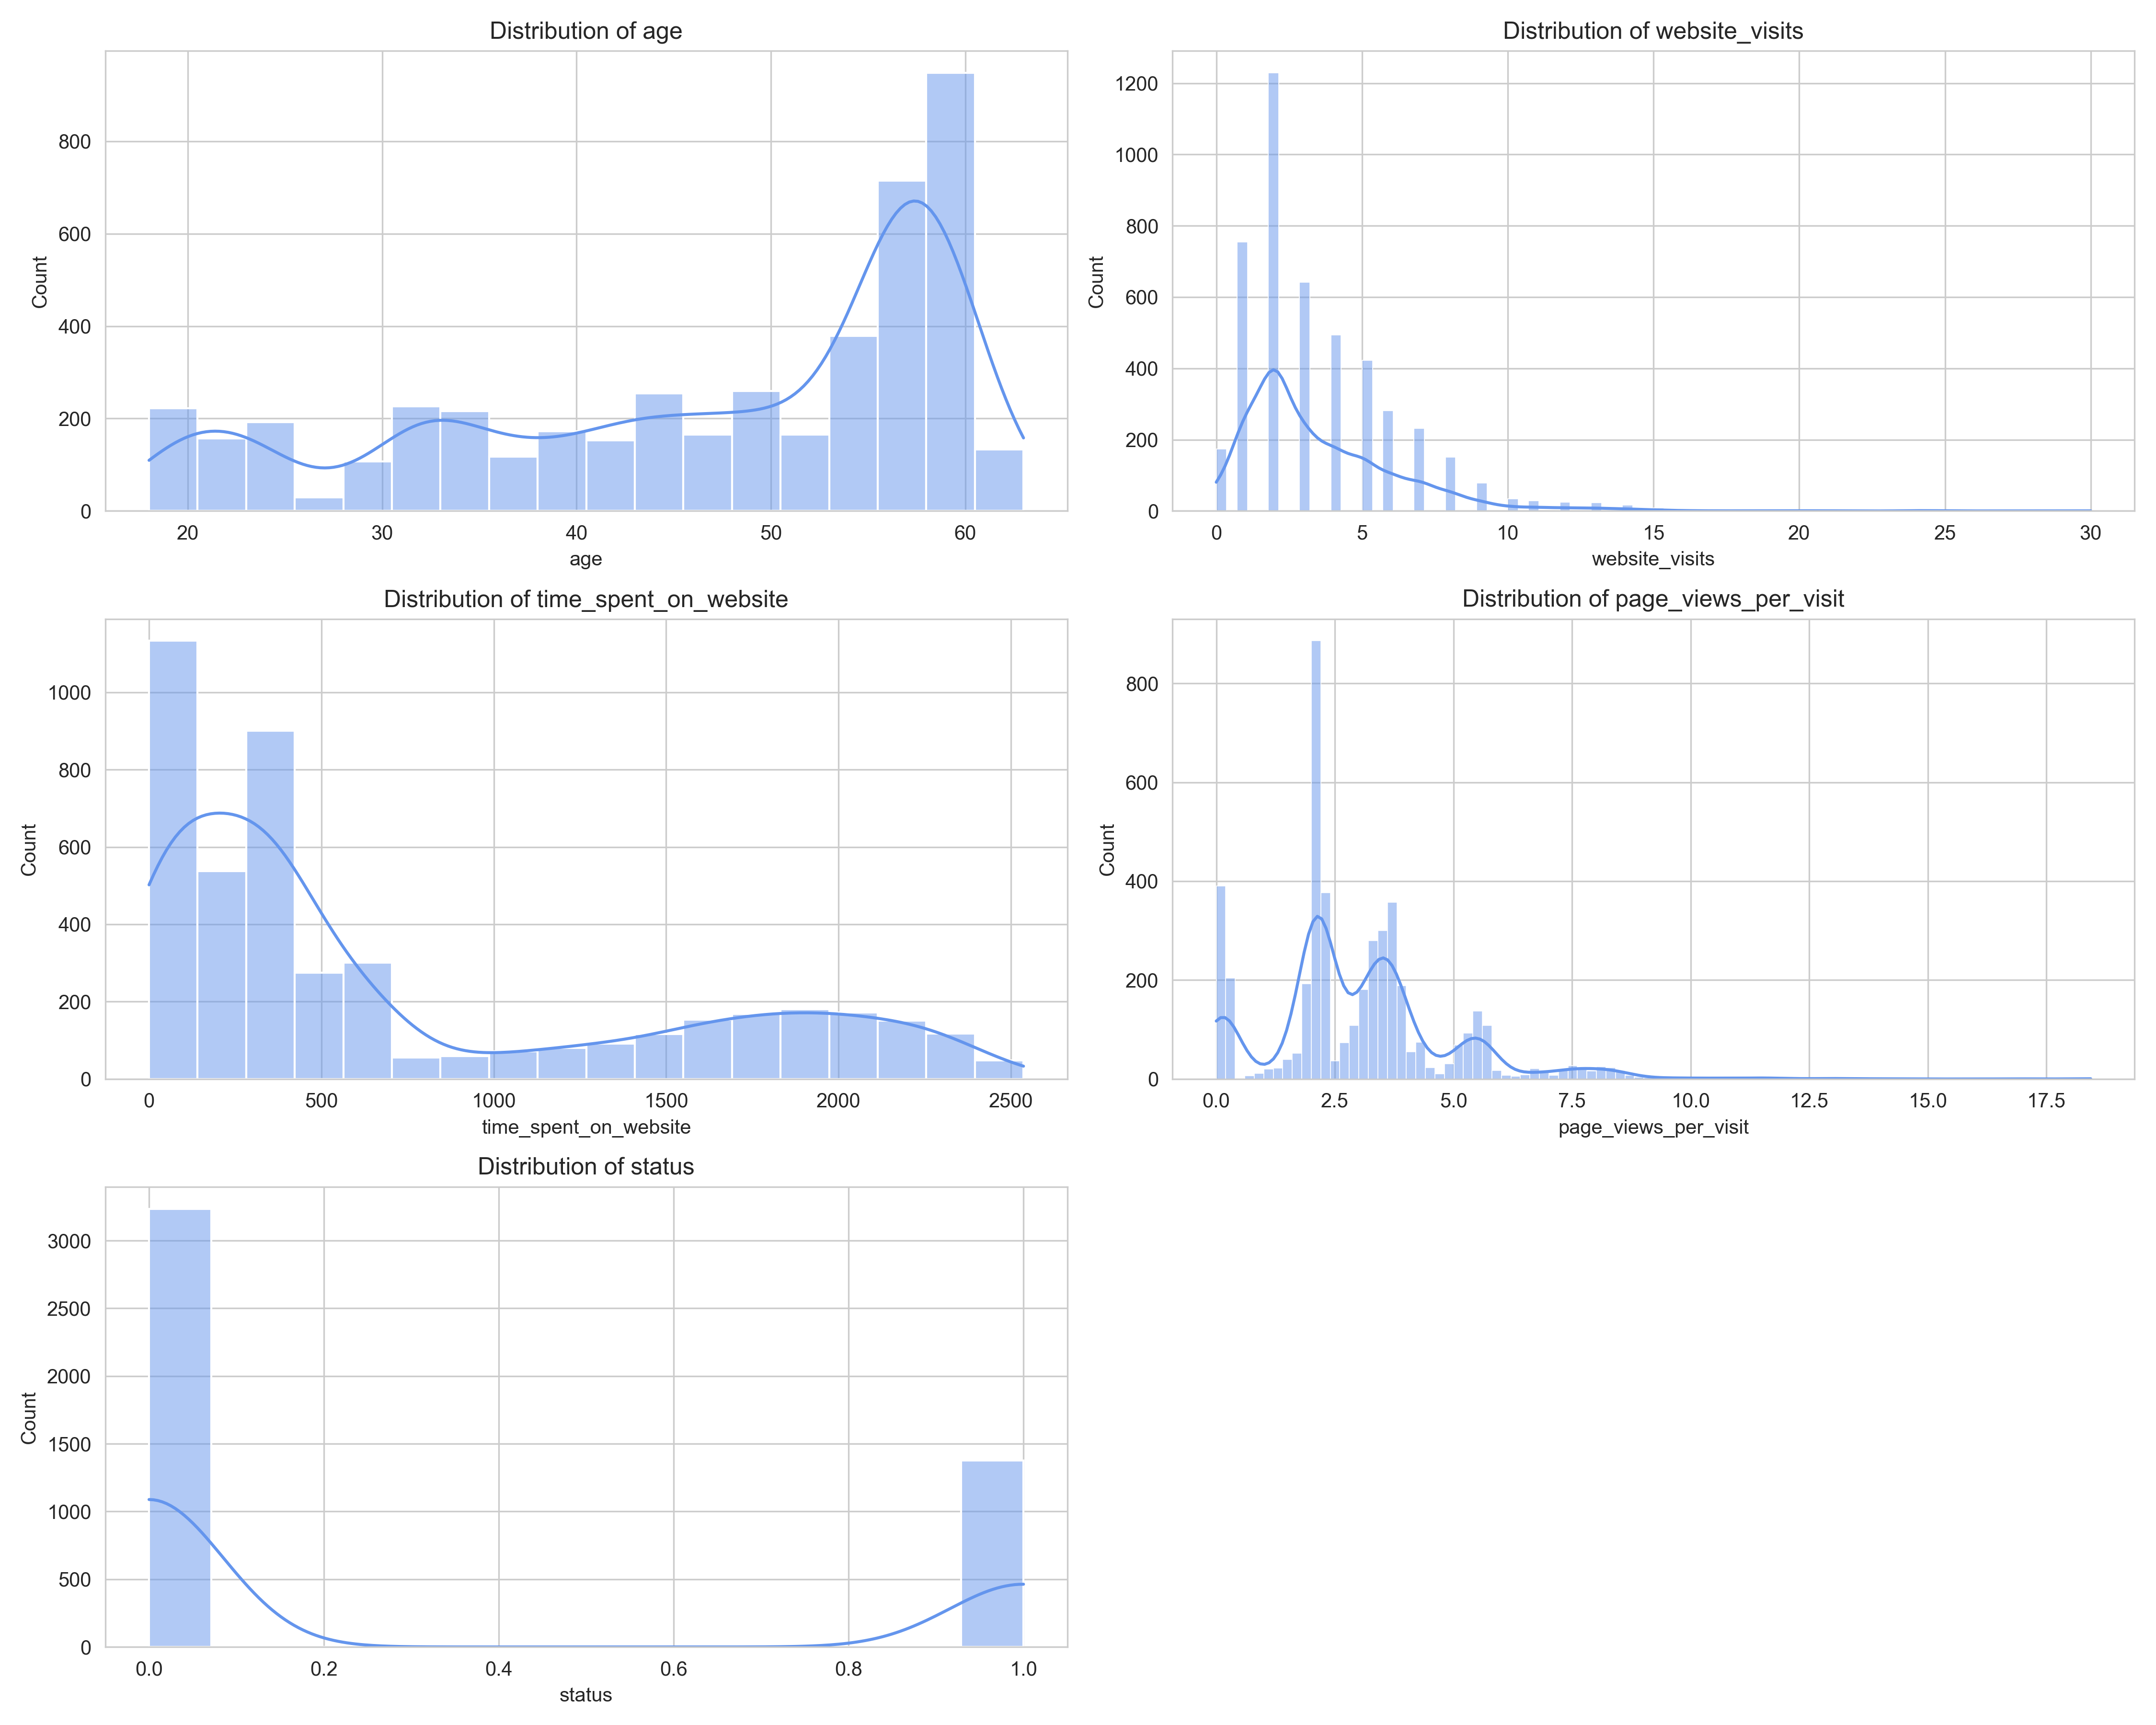 Distribution of age
Count
800
600
400
200
0
20 30 40 50 60
age
Distribution of website_visits
Count
1200
1000
800
600
400
200
0
0 5 10 15 20 25 30
website_visits
Distribution of time_spent_on_website
Count
1000
800
600
400
200
0
0 500 1000 1500 2000 2500
time_spent_on_website
Distribution of page_views_per_visit
Count
800
600
400
200
0
0.0 2.5 5.0 7.5 10.0 12.5 15.0 17.5
page_views_per_visit
Distribution of status
Count
3000
2500
2000
1500
1000
500
0
0.0 0.2 0.4 0.6 0.8 1.0
status